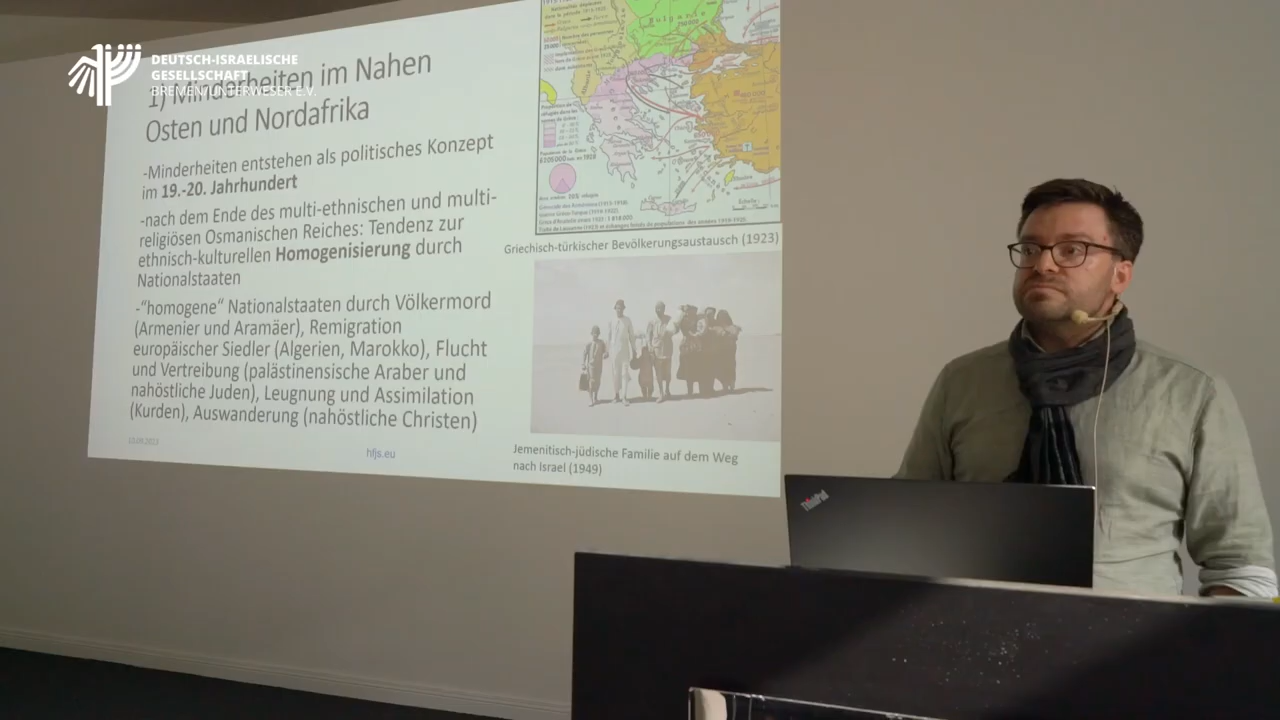 DEUTSCH-ISRAELISCHE
GESELLSCHAFT
BREMEN/UNTERWESER E.V.
1) Minderheiten im Nahen
Osten und Nordafrika
-Minderheiten entstehen als politisches Konzept
im 19.-20. Jahrhundert
-nach dem Ende des multi-ethnischen und multi-
religiösen Osmanischen Reiches: Tendenz zur
ethnisch-kulturellen Homogenisierung durch
Nationalstaaten
-“homogene“ Nationalstaaten durch Völkermord
(Armenier und Aramäer), Remigration
europäischer Siedler (Algerien, Marokko), Flucht
und Vertreibung (palästinensische Araber und
nahöstliche Juden), Leugnung und Assimilation
(Kurden), Auswanderung (nahöstliche Christen)
hfjs.eu
Bulgarie
Griechisch-türkischer Bevölkerungsaustausch (1923)
Jemenitisch-jüdische Familie auf dem Weg
nach Israel (1949)
ThinkPad